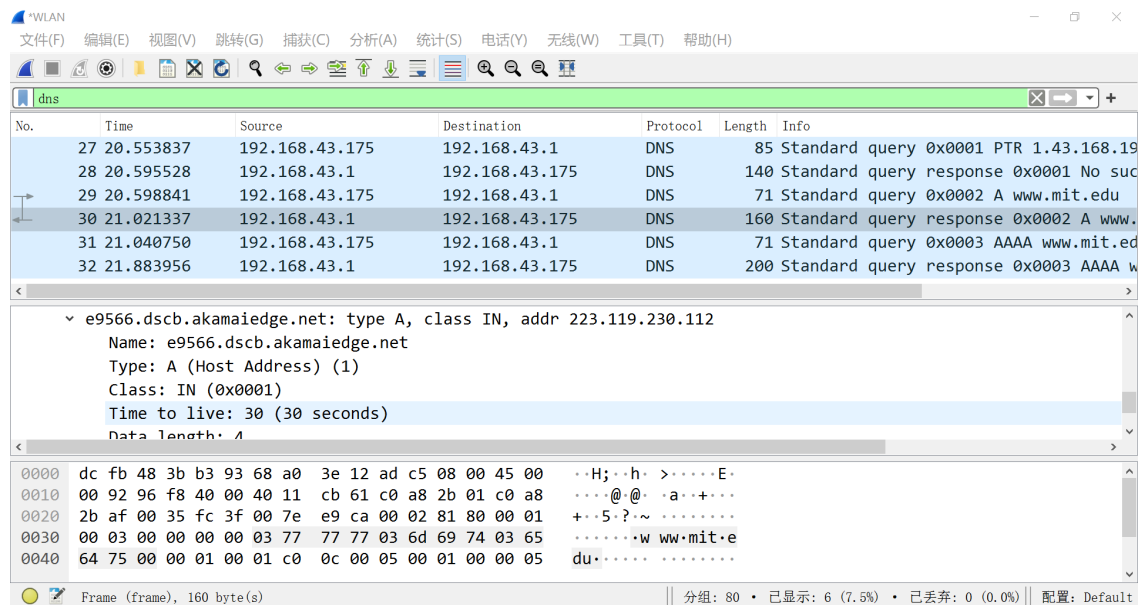 *WLAN
文件(F) 编辑(E) 视图(V) 跳转(G) 捕获(C) 分析(A) 统计(S) 电话(Y) 无线(W) 工具(T) 帮助(H)
dns
No. Time Source Destination Protocol Length Info
27 20.553837 192.168.43.175 192.168.43.1 DNS 85 Standard query 0x0001 PTR 1.43.168.19
28 20.595528 192.168.43.1 192.168.43.175 DNS 140 Standard query response 0x0001 No suc
29 20.598841 192.168.43.175 192.168.43.1 DNS 71 Standard query 0x0002 A www.mit.edu
30 21.021337 192.168.43.1 192.168.43.175 DNS 160 Standard query response 0x0002 A www.
31 21.040750 192.168.43.175 192.168.43.1 DNS 71 Standard query 0x0003 AAAA www.mit.ed
32 21.883956 192.168.43.1 192.168.43.175 DNS 200 Standard query response 0x0003 AAAA w
e9566.dscb.akamaiedge.net: type A, class IN, addr 223.119.230.112
Name: e9566.dscb.akamaiedge.net
Type: A (Host Address) (1)
Class: IN (0x0001)
Time to live: 30 (30 seconds)
Data length: 4
0000 dc fb 48 3b b3 93 68 a0 3e 12 ad c5 08 00 45 00 ··H;··h· >·····E·
0010 00 92 96 f8 40 00 40 11 cb 61 c0 a8 2b 01 c0 a8 ····@·@· ·a··+···
0020 2b af 00 35 fc 3f 00 7e e9 ca 00 02 81 80 00 01 +··5·?·~ ········
0030 00 03 00 00 00 00 03 77 77 77 03 6d 69 74 03 65 ·······w ww·mit·e
0040 64 75 00 00 01 00 01 c0 0c 00 05 00 01 00 00 05 du······ ········
Frame (frame), 160 byte(s) 分组: 80 · 已显示: 6 (7.5%) · 已丢弃: 0 (0.0%) 配置: Default